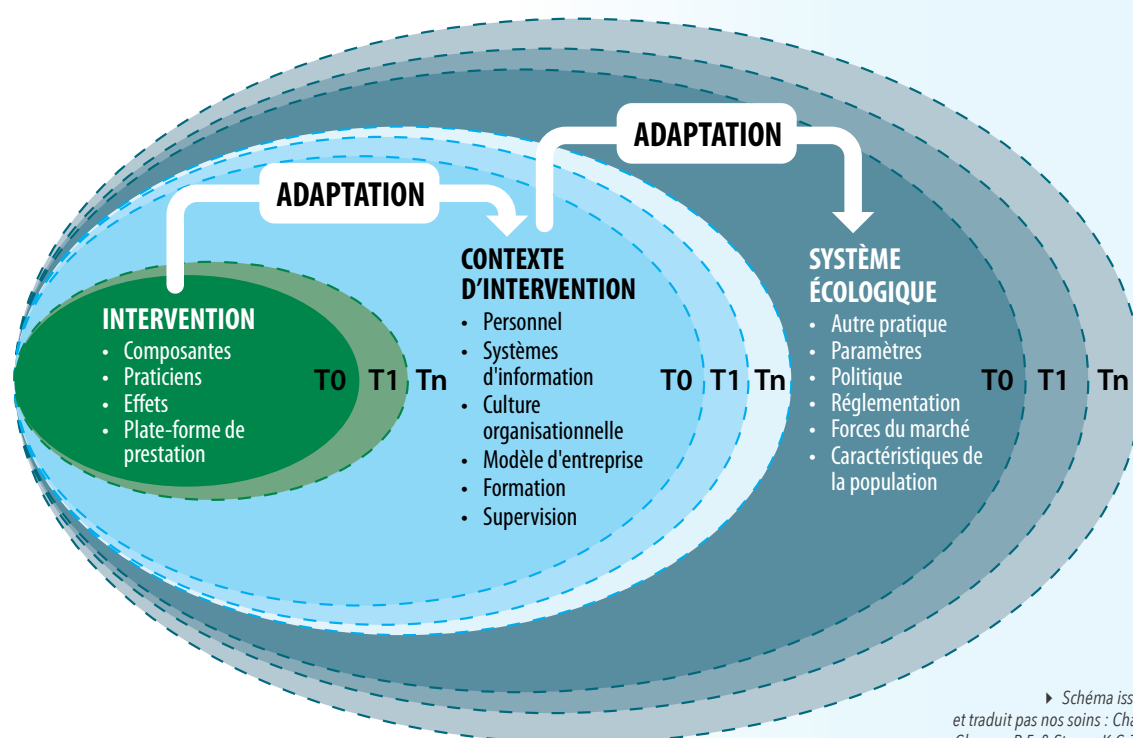 ADAPTATION
ADAPTATION
INTERVENTION
• Composantes
• Praticiens
• Effets
• Plate-forme de
prestation
T0 T1 Tn
CONTEXTE
D'INTERVENTION
• Personnel
• Systèmes
d'information
• Culture
organisationnelle
• Modèle d'entreprise
• Formation
• Supervision
T0 T1 Tn
SYSTÈME
ÉCOLOGIQUE
• Autre pratique
• Paramètres
• Politique
• Réglementation
• Forces du marché
• Caractéristiques de
la population
T0 T1 Tn
▸ Schéma
et traduit pas nos soins :